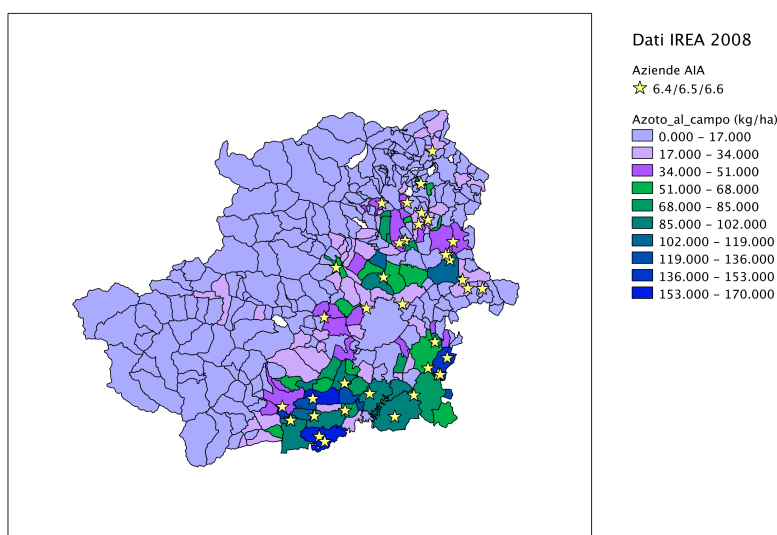 Dati IREA 2008
Aziende AIA
6.4/6.5/6.6
Azoto_al_campo (kg/ha)
0.000 – 17.000
17.000 – 34.000
34.000 – 51.000
51.000 – 68.000
68.000 – 85.000
85.000 – 102.000
102.000 – 119.000
119.000 – 136.000
136.000 – 153.000
153.000 – 170.000